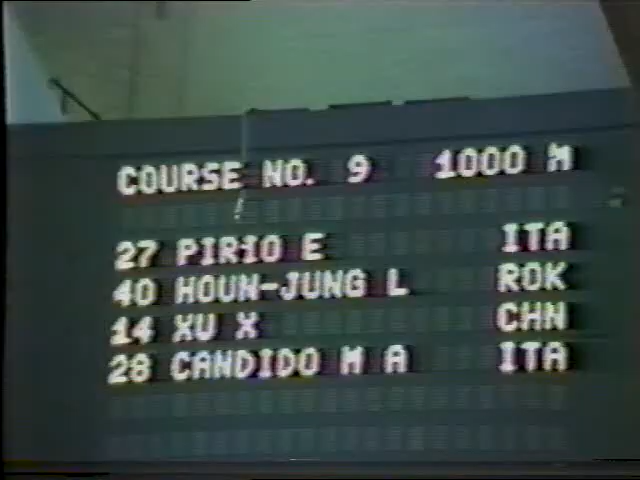 COURSE NO. 9 1000 M
27 PIRIO E ITA
40 HOUN-JUNG L ROK
14 XU X CHN
28 CANDIDO M A ITA